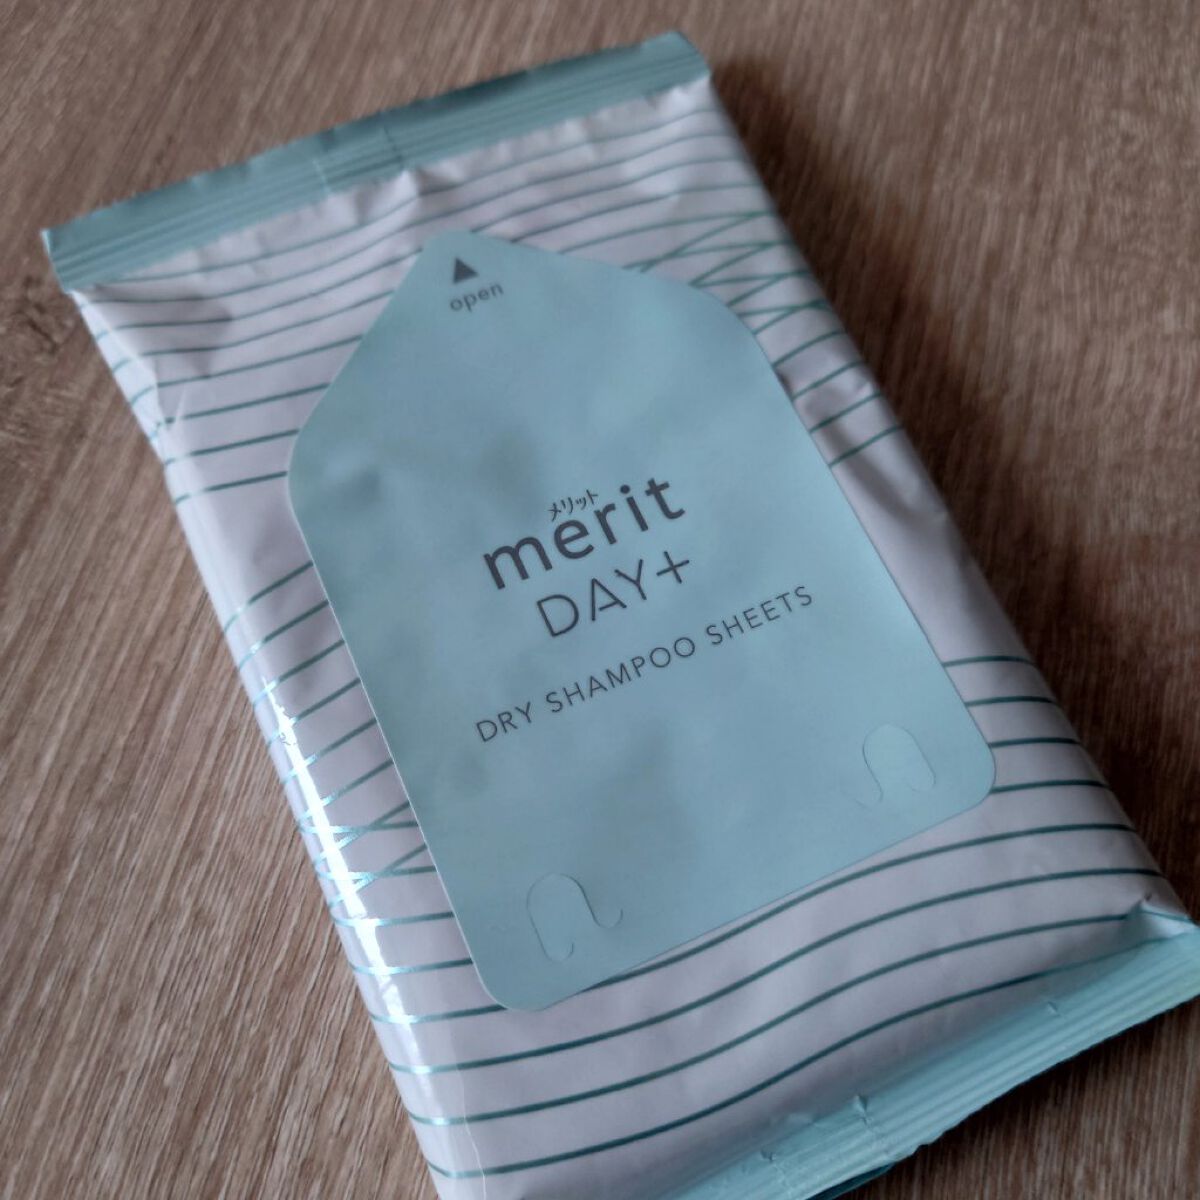 ▲
open
メリット
merit
DAY+
DRY SHAMPOO SHEETS